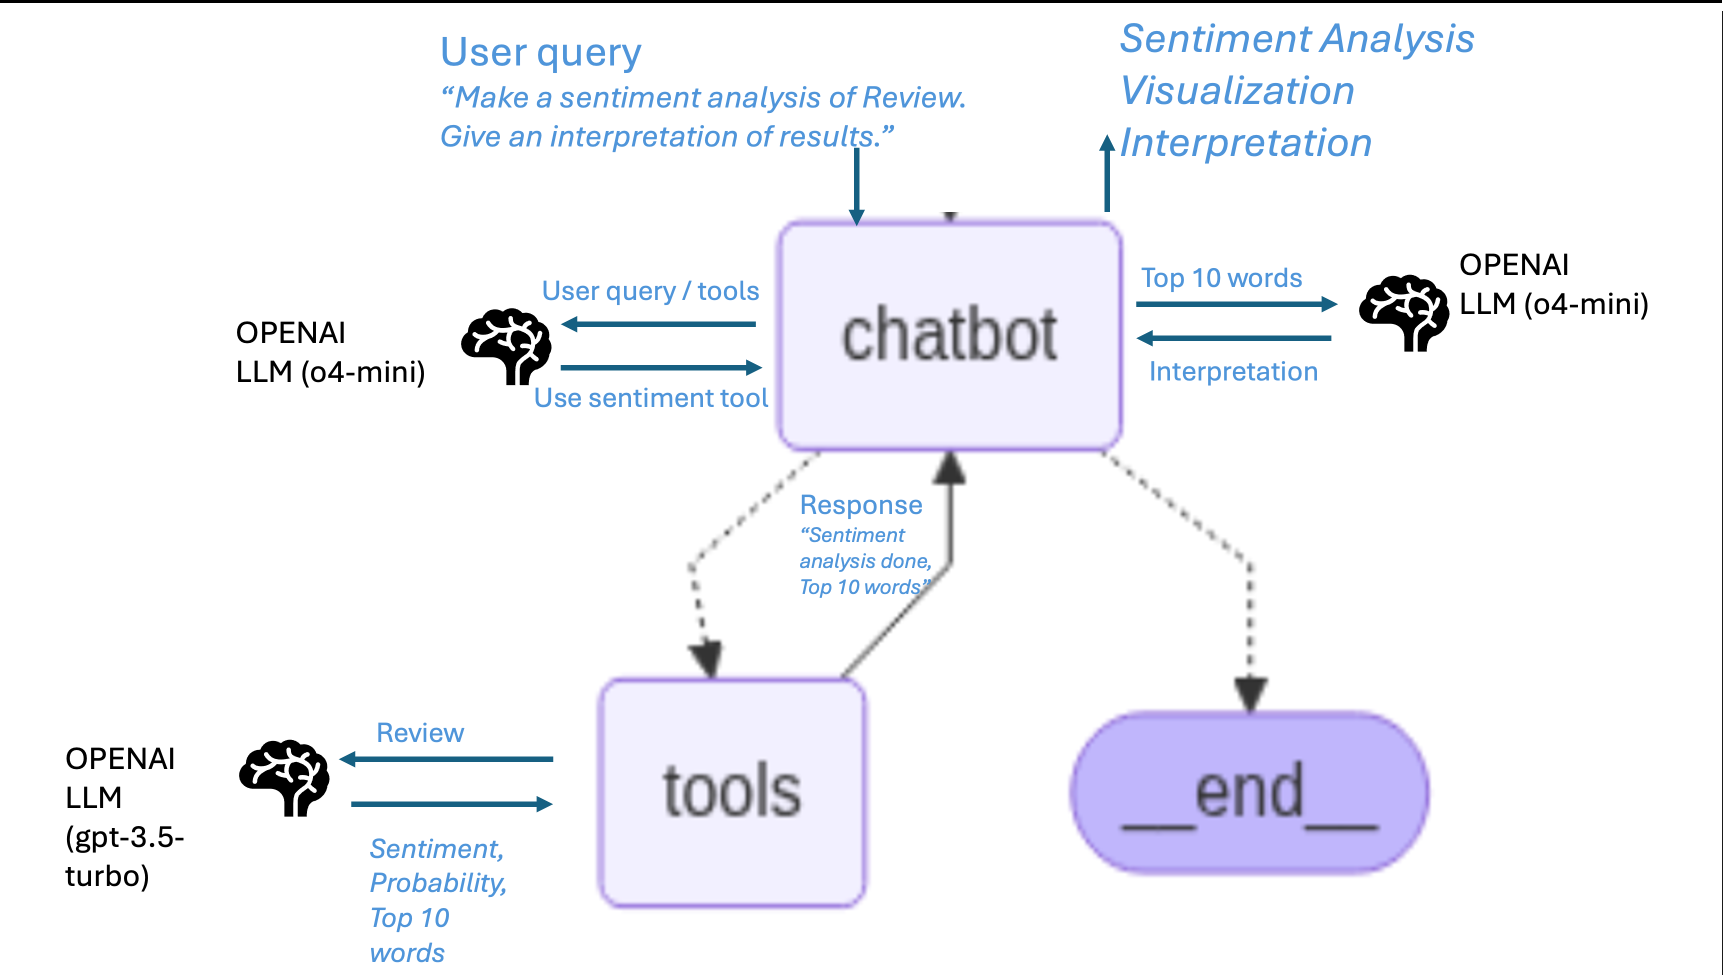 User query
“Make a sentiment analysis of Review.
Give an interpretation of results.”
Sentiment Analysis
Visualization
Interpretation
OPENAI
LLM (o4-mini)
User query / tools
Use sentiment tool
chatbot
Top 10 words
Interpretation
OPENAI
LLM (o4-mini)
Response
“Sentiment
analysis done,
Top 10 words”
OPENAI
LLM
(gpt-3.5-
turbo)
Review
Sentiment,
Probability,
Top 10
words
tools
__end__